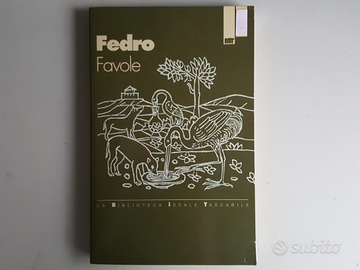 Fedro
Favole
LA BIBLIOTECA IDEALE TASCABILE
subito